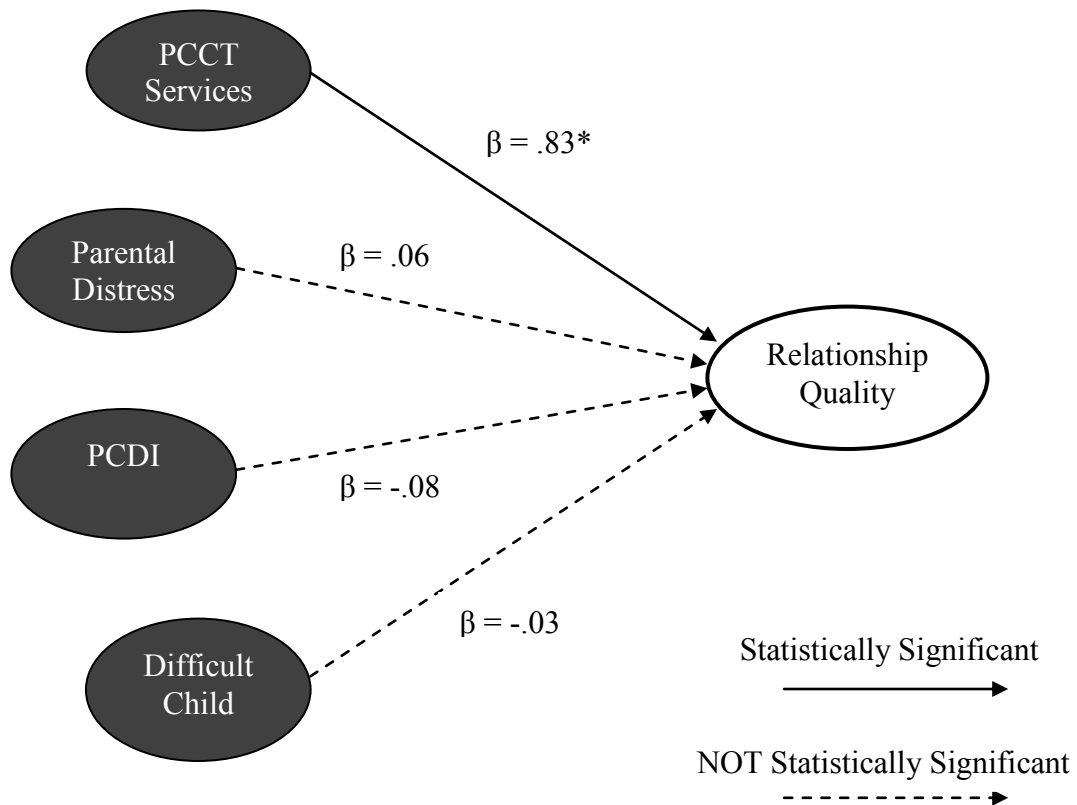 PCCT
Services
β = .83*
Parental
Distress
β = .06
Relationship
Quality
PCDI
β = -.08
β = -.03
Difficult
Child
Statistically Significant
NOT Statistically Significant